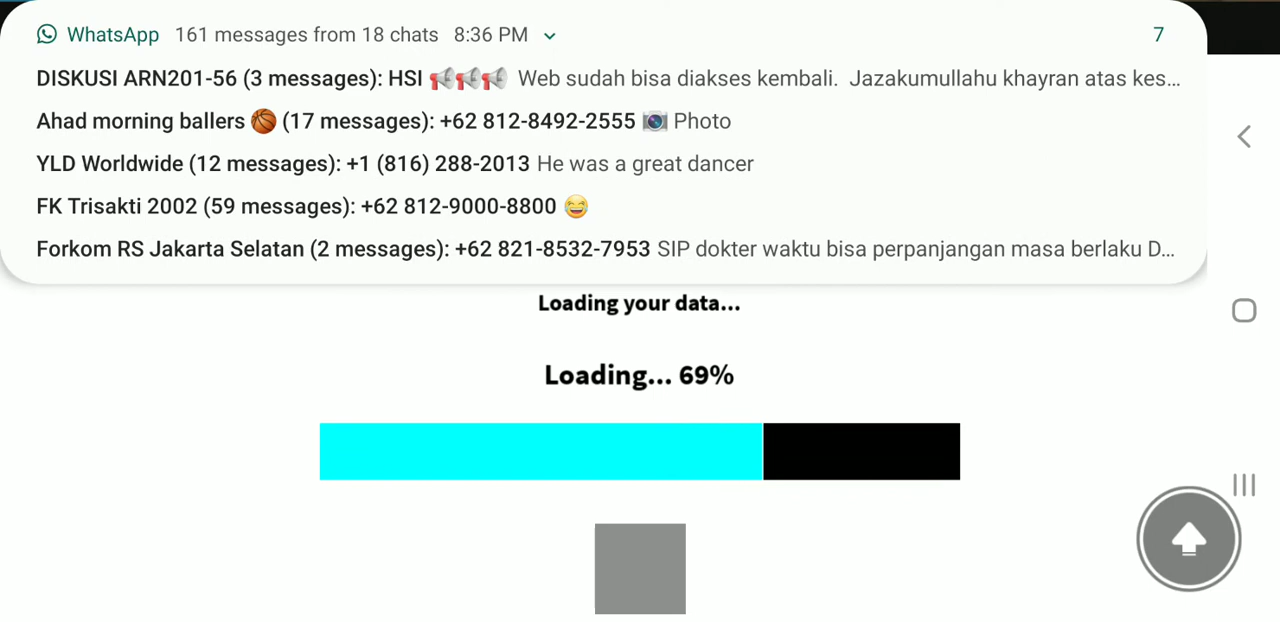 WhatsApp 161 messages from 18 chats 8:36 PM 7
DISKUSI ARN201-56 (3 messages): HSI 📢📢📢 Web sudah bisa diakses kembali. Jazakumullahu khayran atas kes...
Ahad morning ballers 🏀 (17 messages): +62 812-8492-2555 📷 Photo
YLD Worldwide (12 messages): +1 (816) 288-2013 He was a great dancer
FK Trisakti 2002 (59 messages): +62 812-9000-8800 😂
Forkom RS Jakarta Selatan (2 messages): +62 821-8532-7953 SIP dokter waktu bisa perpanjangan masa berlaku D...
Loading your data...
Loading... 69%